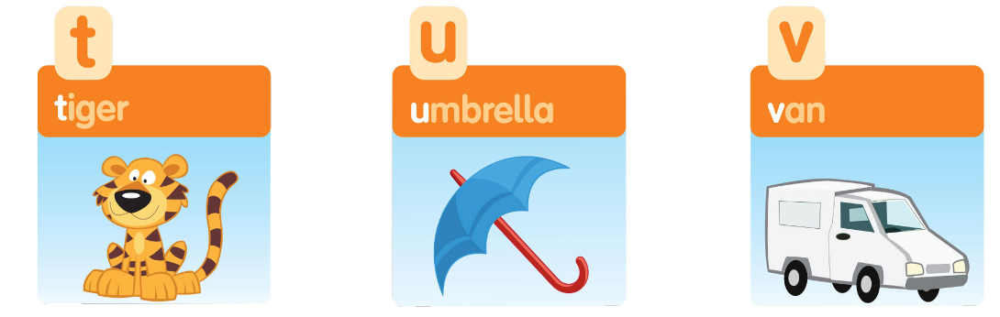 t
tiger
u
umbrella
v
van